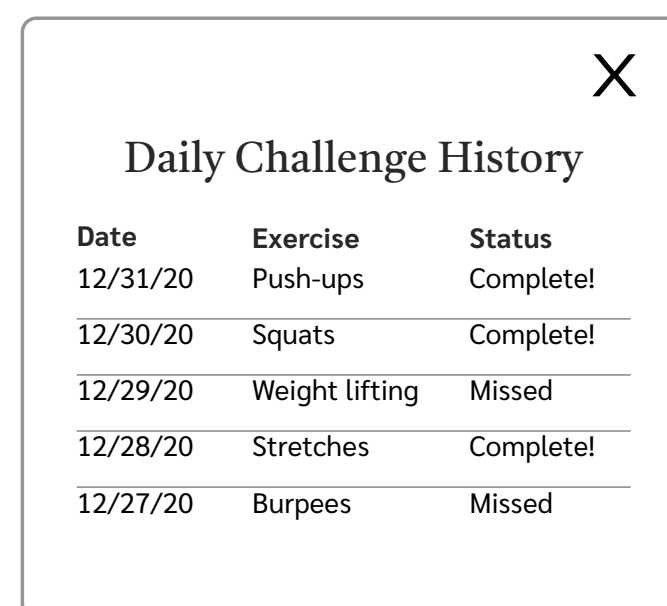 X
Daily Challenge History
Date Exercise Status
12/31/20 Push-ups Complete!
12/30/20 Squats Complete!
12/29/20 Weight lifting Missed
12/28/20 Stretches Complete!
12/27/20 Burpees Missed